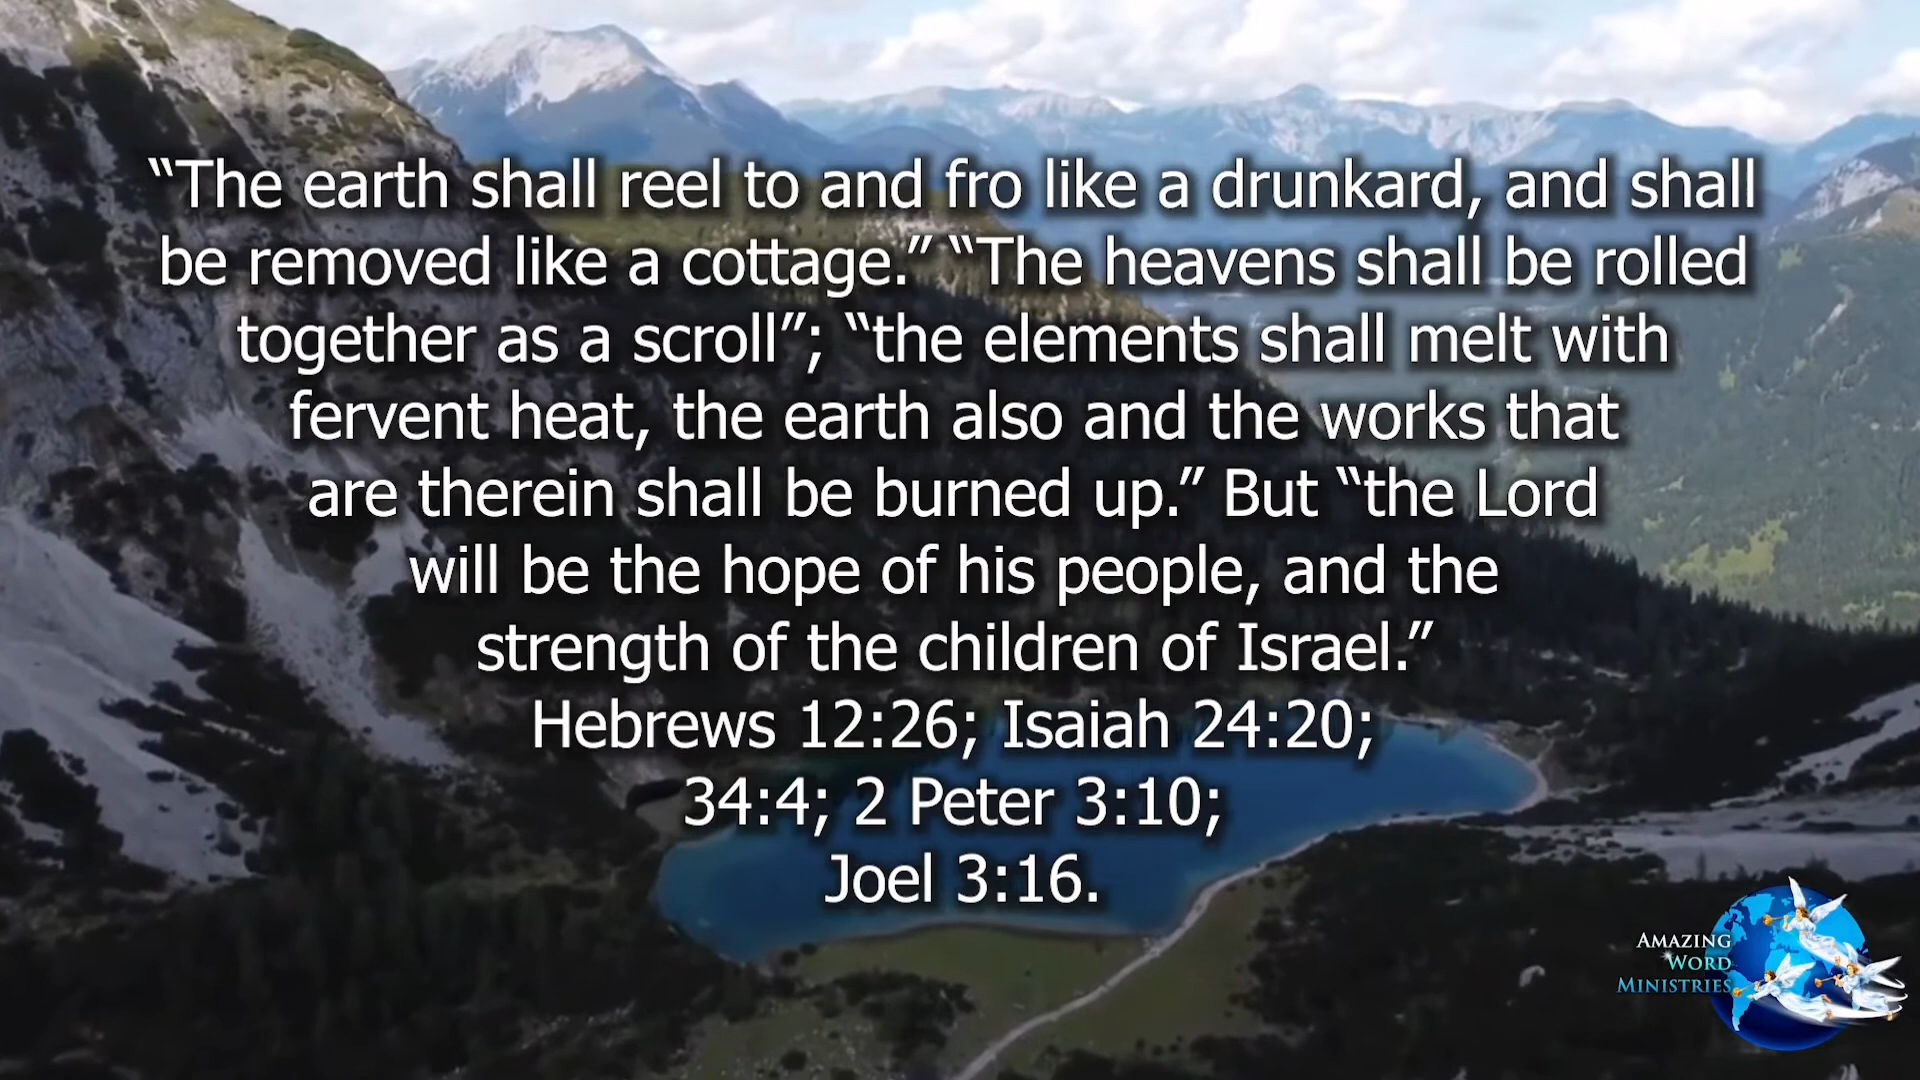 “The earth shall reel to and fro like a drunkard, and shall
be removed like a cottage.” “The heavens shall be rolled
together as a scroll”; “the elements shall melt with
fervent heat, the earth also and the works that
are therein shall be burned up.” But “the Lord
will be the hope of his people, and the
strength of the children of Israel.”
Hebrews 12:26; Isaiah 24:20;
34:4; 2 Peter 3:10;
Joel 3:16.
AMAZING
WORD
MINISTRIES